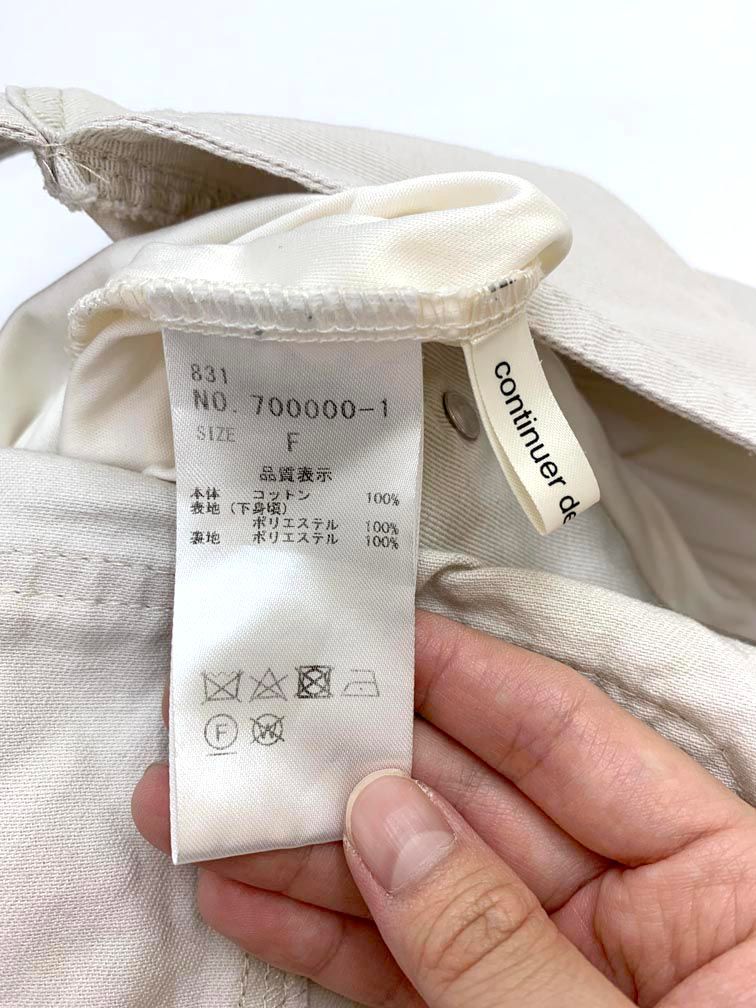 831
NO. 700000-1
SIZE F
品質表示
本体 コットン 100%
表地（下身頃）
ポリエステル 100%
裏地 ポリエステル 100%
F
W
continuer de